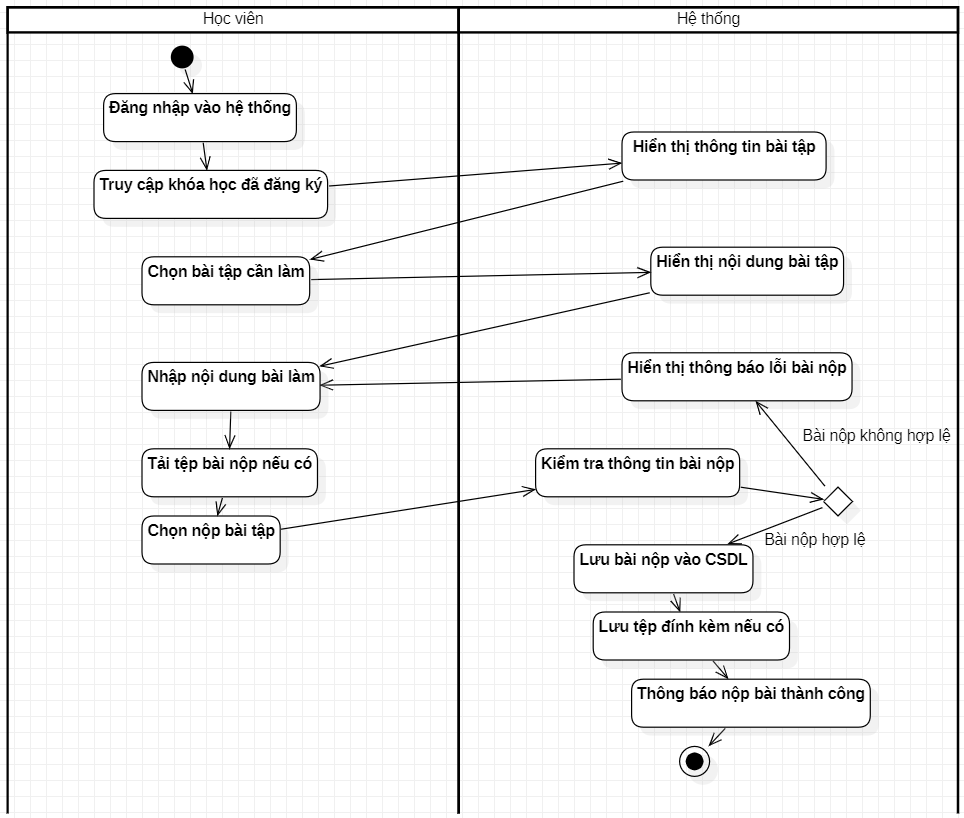 Học viên
Hệ thống
Đăng nhập vào hệ thống
Hiển thị thông tin bài tập
Truy cập khóa học đã đăng ký
Chọn bài tập cần làm
Hiển thị nội dung bài tập
Nhập nội dung bài làm
Hiển thị thông báo lỗi bài nộp
Bài nộp không hợp lệ
Tải tệp bài nộp nếu có
Kiểm tra thông tin bài nộp
Chọn nộp bài tập
Bài nộp hợp lệ
Lưu bài nộp vào CSDL
Lưu tệp đính kèm nếu có
Thông báo nộp bài thành công